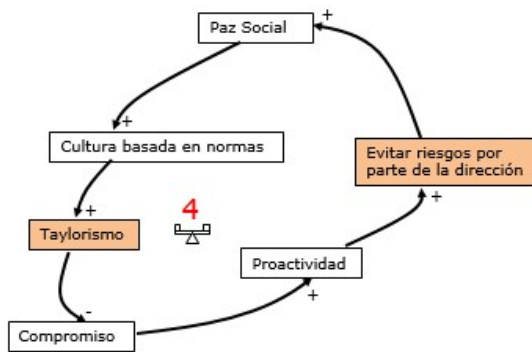 Paz Social
+
+
Cultura basada en normas
Evitar riesgos por
parte de la dirección
+
4
+
Taylorismo
Proactividad
+
-
Compromiso